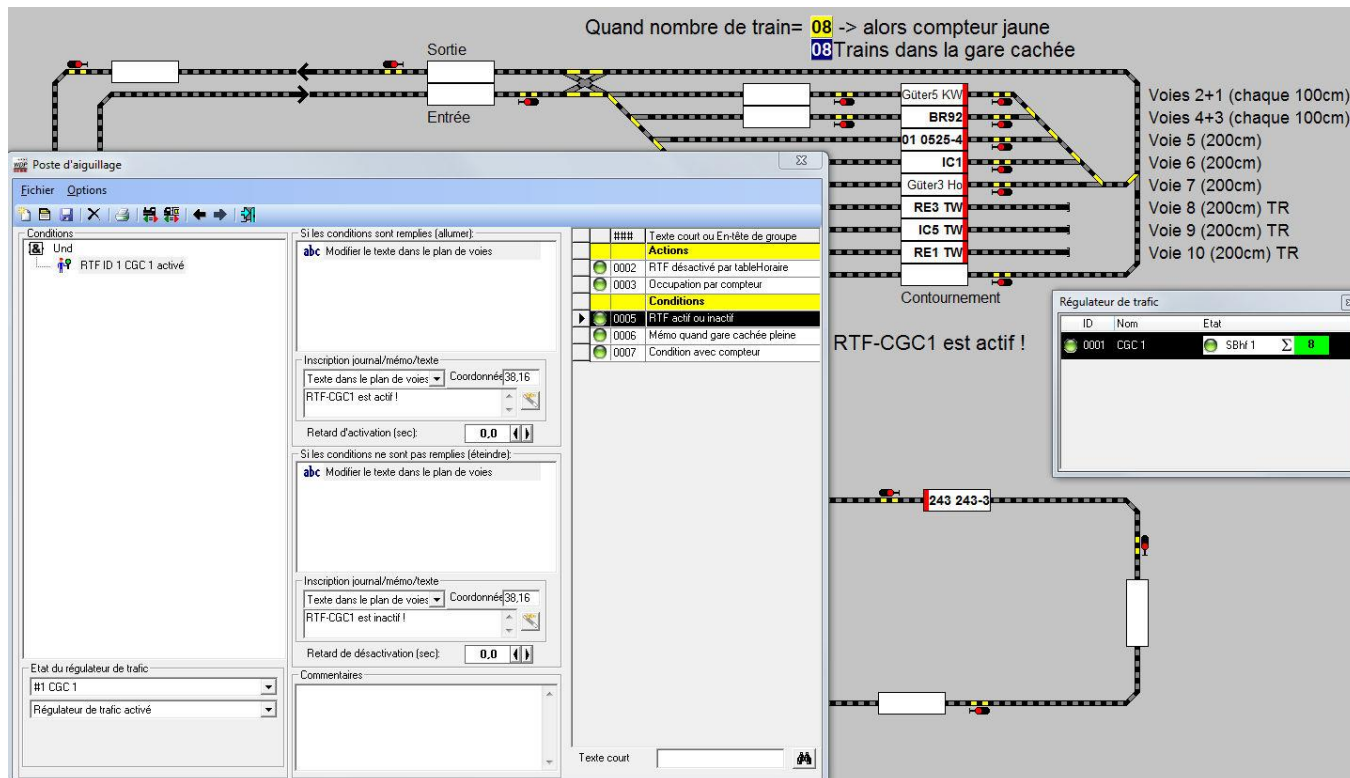 Quand nombre de train= 08 -> alors compteur jaune
08 Trains dans la gare cachée
Sortie
Entrée
Güter5 KW
BR92
01 0525-4
IC1
Güter3 Ho
RE3 TW
IC5 TW
RE1 TW
Contournement
Voies 2+1 (chaque 100cm)
Voies 4+3 (chaque 100cm)
Voie 5 (200cm)
Voie 6 (200cm)
Voie 7 (200cm)
Voie 8 (200cm) TR
Voie 9 (200cm) TR
Voie 10 (200cm) TR
RTF-CGC1 est actif !
243 243-3
Poste d'aiguillage
Fichier Options
Conditions
{&} Und
RTF ID 1 CGC 1 activé
Etat du régulateur de trafic
#1 CGC 1
Régulateur de trafic activé
Si les conditions sont remplies (allumer):
abc Modifier le texte dans le plan de voies
Inscription journal/mémo/texte
Texte dans le plan de voies Coordonnée 38,16
RTF-CGC1 est actif !
Retard d'activation (sec): 0,0
Si les conditions ne sont pas remplies (éteindre):
abc Modifier le texte dans le plan de voies
Inscription journal/mémo/texte
Texte dans le plan de voies Coordonnée 38,16
RTF-CGC1 est inactif !
Retard de désactivation (sec): 0,0
Commentaires
### Texte court ou En-tête de groupe
Actions
0002 RTF désactivé par tableHoraire
0003 Occupation par compteur
Conditions
0005 RTF actif ou inactif
0006 Mémo quand gare cachée pleine
0007 Condition avec compteur
Texte court
Régulateur de trafic
ID Nom Etat
0001 CGC 1 SBhf 1 Σ 8